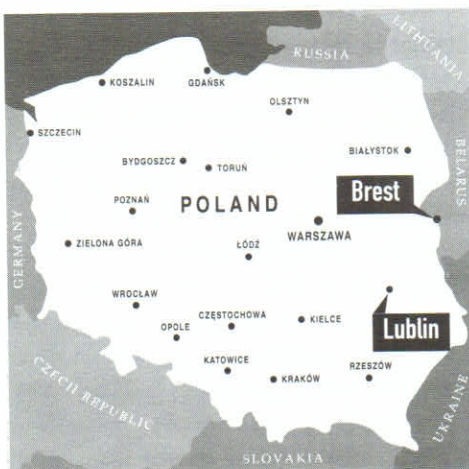 LITHUANIA
RUSSIA
KOSZALIN
GDAŃSK
OLSZTYN
SZCZECIN
BIAŁYSTOK
BYDGOSZCZ
TORUŃ
BELARUS
Brest
POZNAŃ
POLAND
WARSZAWA
GERMANY
ZIELONA GÓRA
ŁÓDŹ
WROCŁAW
CZĘSTOCHOWA
KIELCE
Lublin
OPOLE
KATOWICE
KRAKÓW
RZESZÓW
CZECH REPUBLIC
UKRAINE
SLOVAKIA